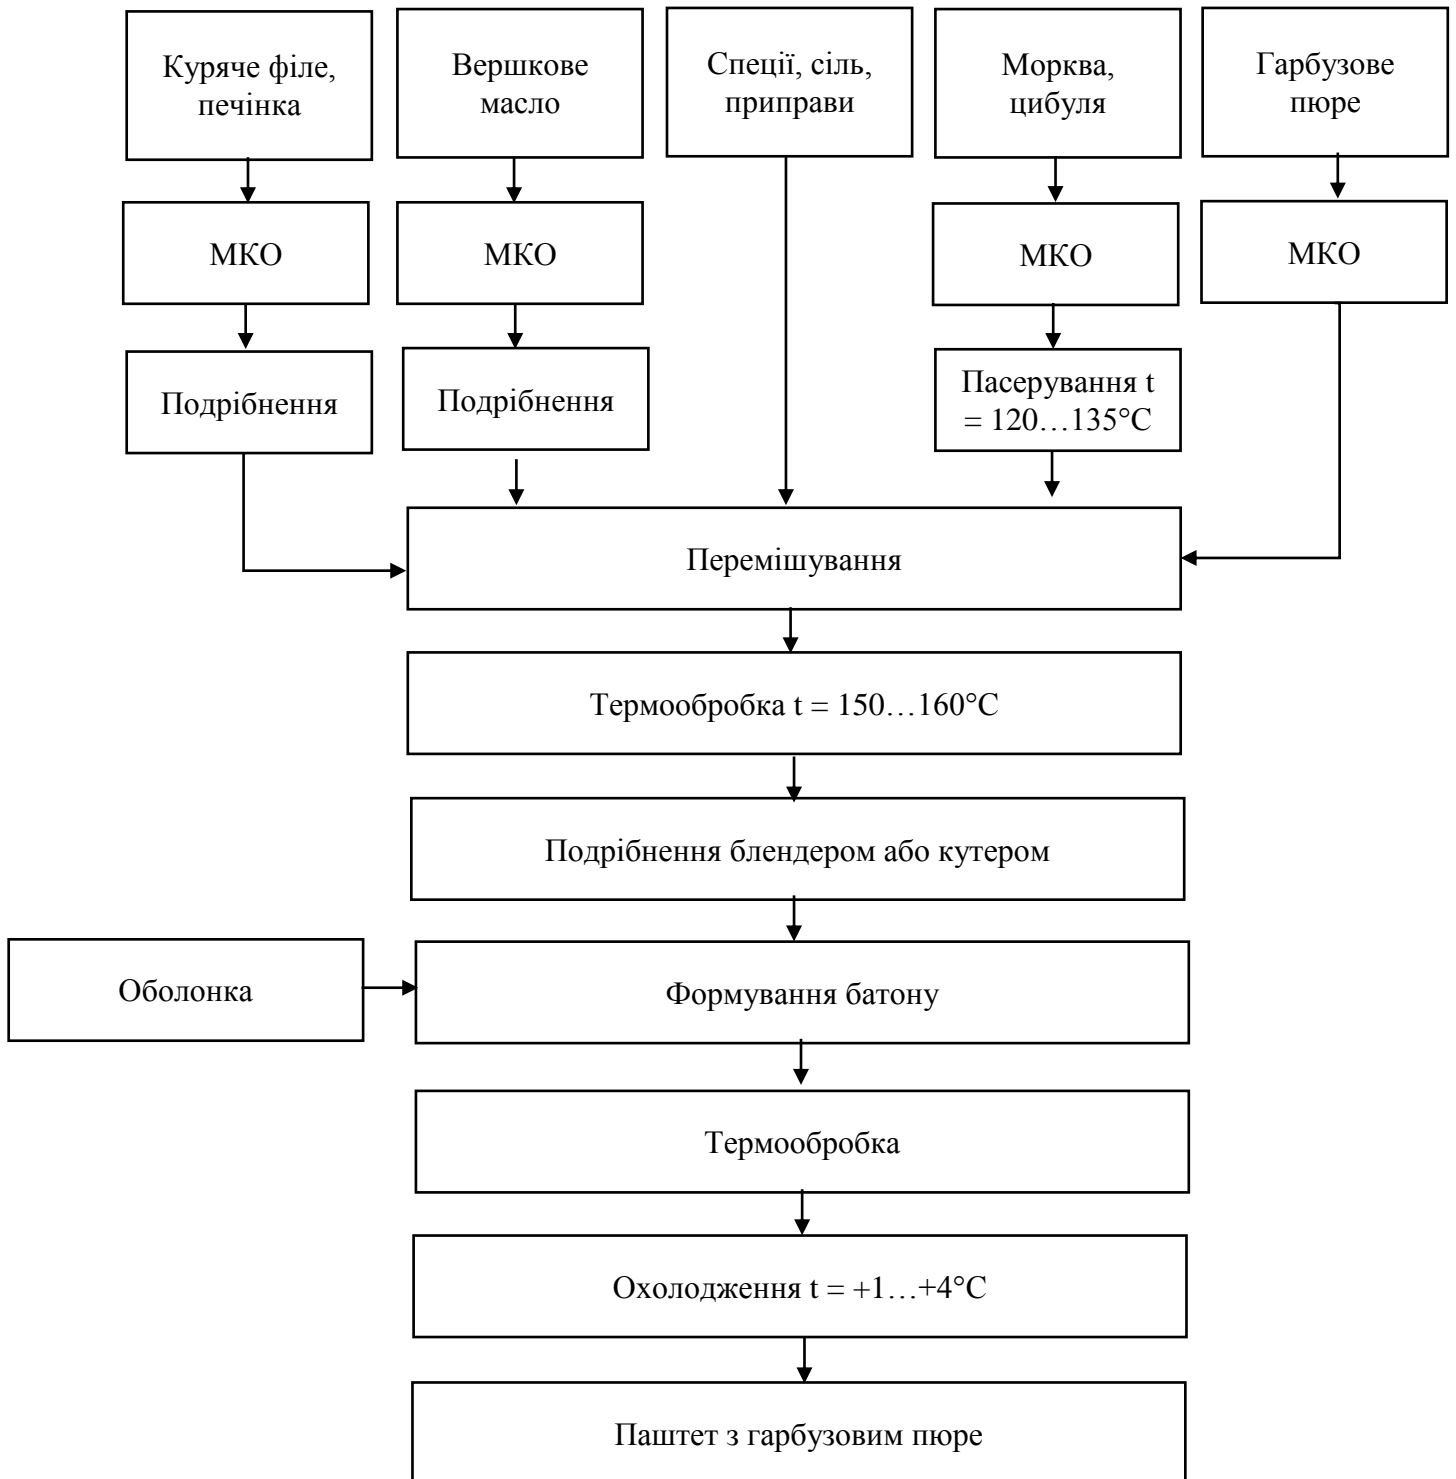 Куряче філе,
печінка
Вершкове
масло
Спеції, сіль,
приправи
Морква,
цибуля
Гарбузове
пюре
МКО
МКО
МКО
МКО
Подрібнення
Подрібнення
Пасерування t
= 120…135°С
Перемішування
Термообробка t = 150…160°С
Подрібнення блендером або кутером
Оболонка
Формування батону
Термообробка
Охолодження t = +1…+4°С
Паштет з гарбузовим пюре